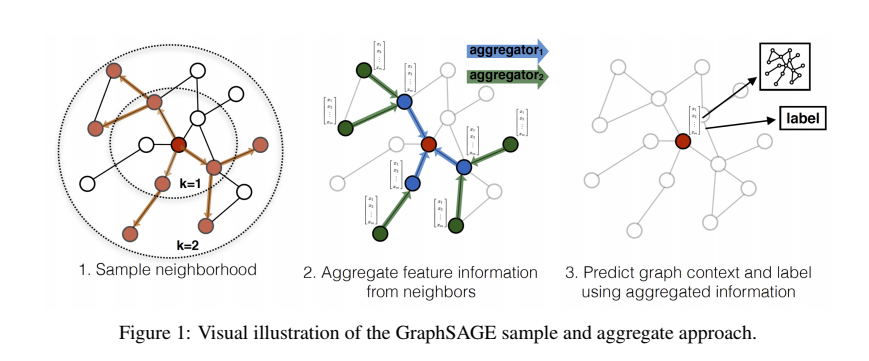 aggregator₁
aggregator₂
label
k=1
k=2
1. Sample neighborhood
2. Aggregate feature information
from neighbors
3. Predict graph context and label
using aggregated information
Figure 1: Visual illustration of the GraphSAGE sample and aggregate approach.